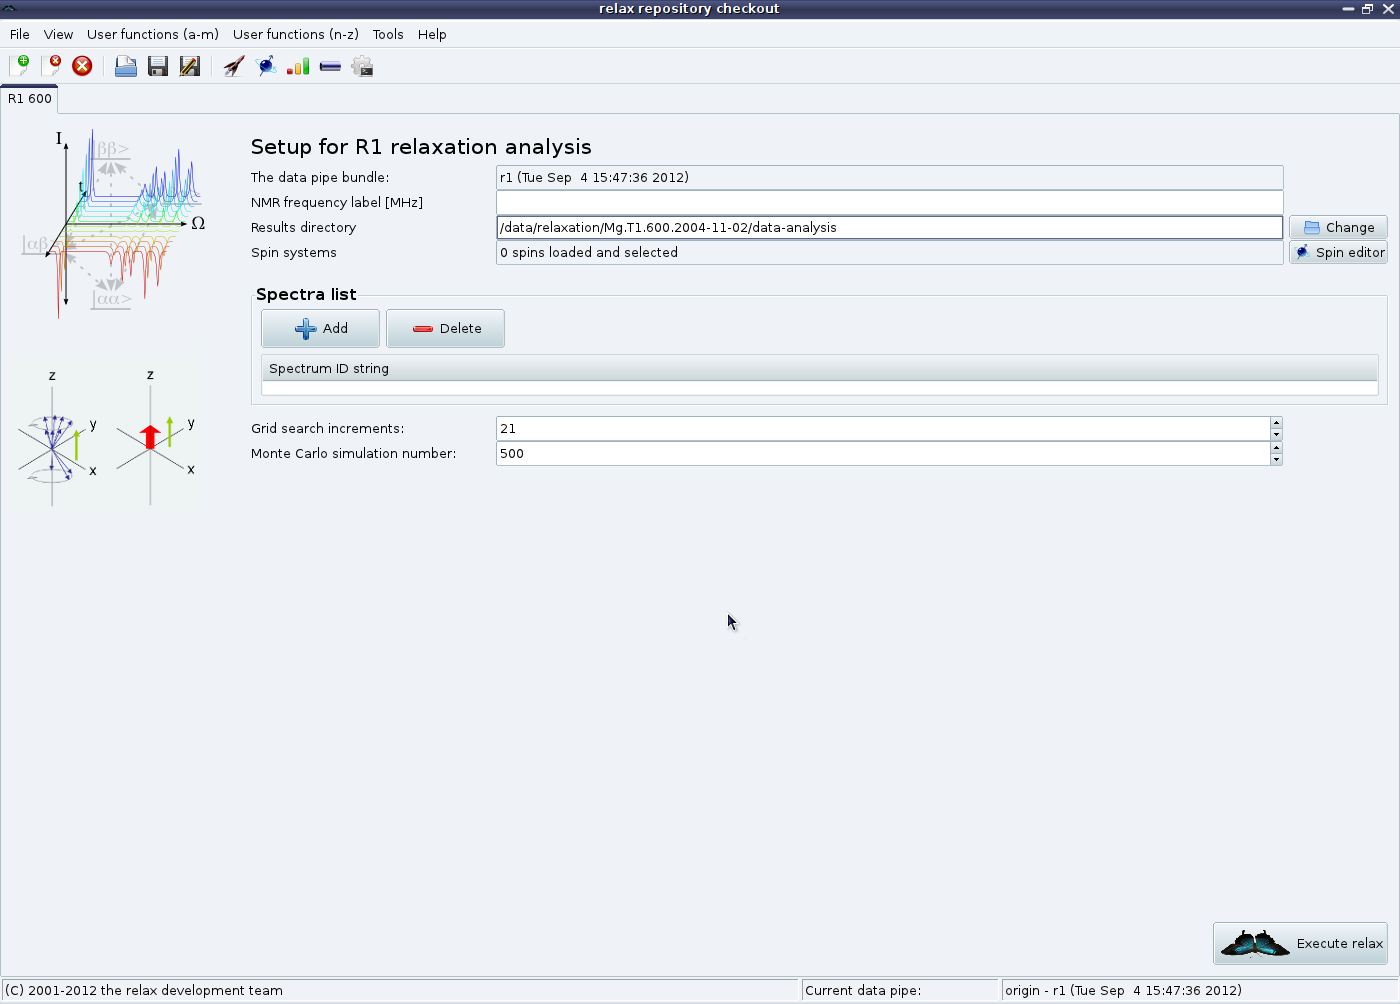 relax repository checkout
File View User functions (a-m) User functions (n-z) Tools Help
R1 600
I
|ββ>
t
Ω
|αβ>
|αα>
z z
y y
x x
Setup for R1 relaxation analysis
The data pipe bundle: r1 (Tue Sep  4 15:47:36 2012)
NMR frequency label [MHz]
Results directory /data/relaxation/Mg.T1.600.2004-11-02/data-analysis Change
Spin systems 0 spins loaded and selected Spin editor
Spectra list
Add Delete
Spectrum ID string
Grid search increments: 21
Monte Carlo simulation number: 500
Execute relax
(C) 2001-2012 the relax development team Current data pipe: origin - r1 (Tue Sep  4 15:47:36 2012)